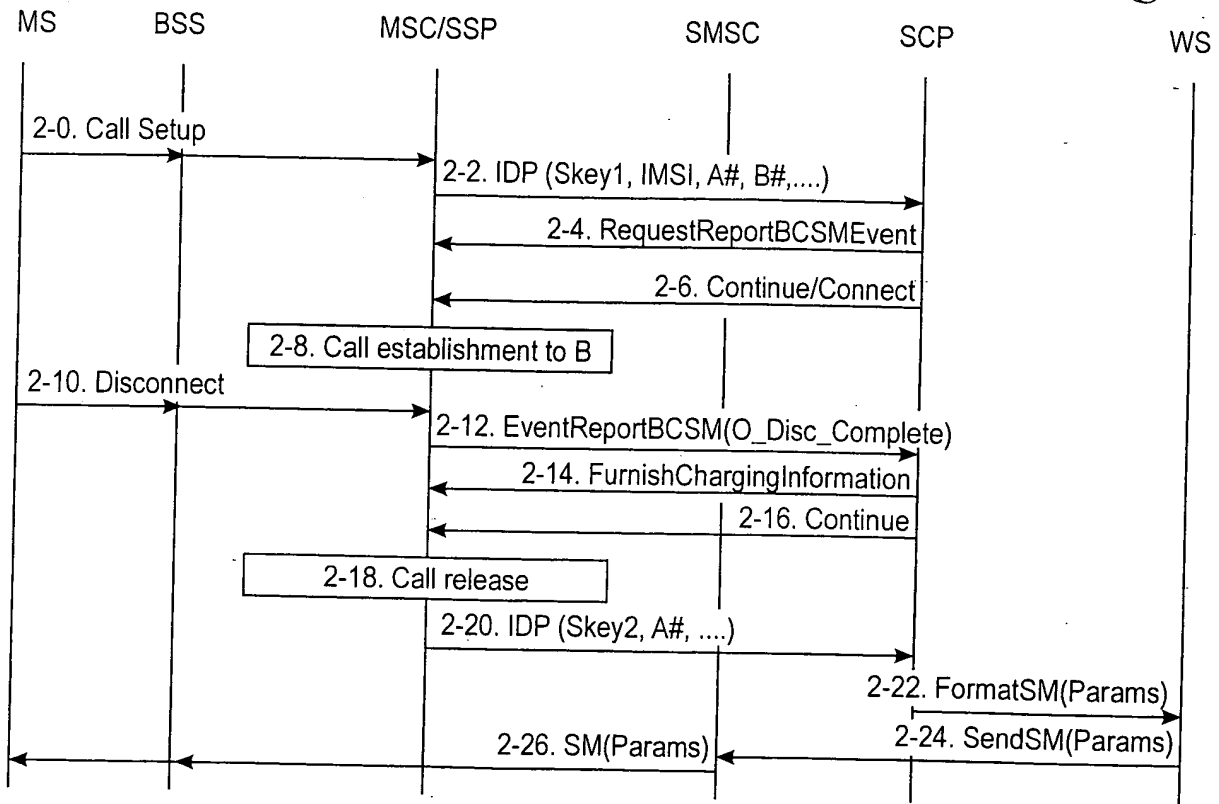 MS BSS MSC/SSP SMSC SCP WS
2-0. Call Setup
2-2. IDP (Skey1, IMSI, A#, B#,....)
2-4. RequestReportBCSMEvent
2-6. Continue/Connect
2-8. Call establishment to B
2-10. Disconnect
2-12. EventReportBCSM(O_Disc_Complete)
2-14. FurnishChargingInformation
2-16. Continue
2-18. Call release
2-20. IDP (Skey2, A#, ....)
2-22. FormatSM(Params)
2-24. SendSM(Params)
2-26. SM(Params)